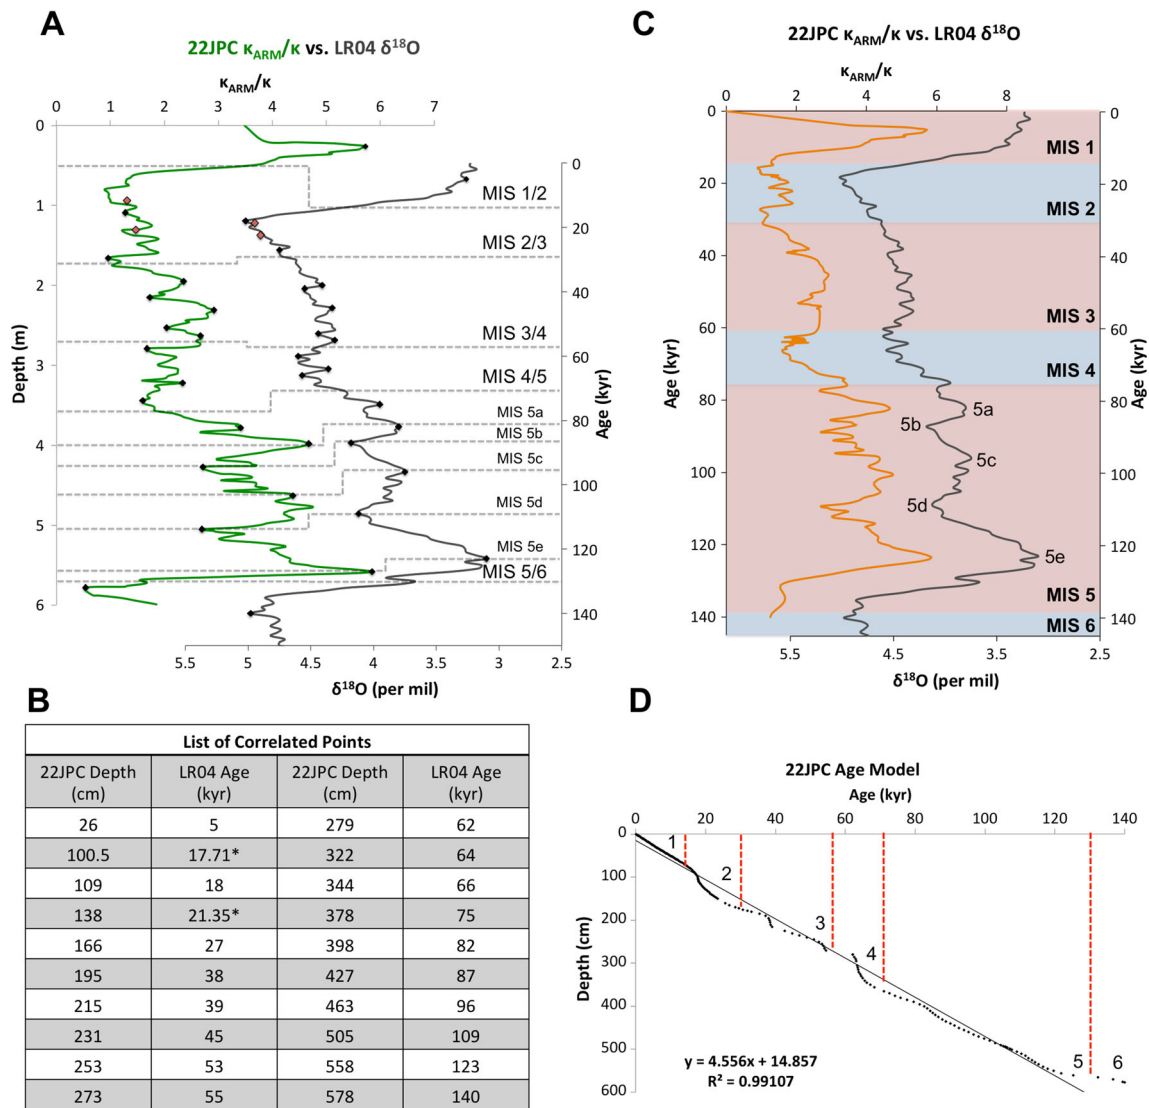 A
22JPC κARM/κ vs. LR04 δ18O
κARM/κ
0 1 2 3 4 5 6 7
Depth (m)
0
1
2
3
4
5
6
Age (kyr)
0
20
40
60
80
100
120
140
MIS 1/2
MIS 2/3
MIS 3/4
MIS 4/5
MIS 5a
MIS 5b
MIS 5c
MIS 5d
MIS 5e
MIS 5/6
5.5 5 4.5 4 3.5 3 2.5
δ18O (per mil)
C
22JPC κARM/κ vs. LR04 δ18O
κARM/κ
0 2 4 6 8
Age (kyr)
0
20
40
60
80
100
120
140
MIS 1
MIS 2
MIS 3
MIS 4
5a
5b
5c
5d
5e
MIS 5
MIS 6
0
20
40
60
80
100
120
140
Age (kyr)
5.5 4.5 3.5 2.5
δ18O (per mil)
B
List of Correlated Points
22JPC Depth (cm) LR04 Age (kyr) 22JPC Depth (cm) LR04 Age (kyr)
26 5 279 62
100.5 17.71* 322 64
109 18 344 66
138 21.35* 378 75
166 27 398 82
195 38 427 87
215 39 463 96
231 45 505 109
253 53 558 123
273 55 578 140
D
22JPC Age Model
Age (kyr)
0 20 40 60 80 100 120 140
Depth (cm)
0
100
200
300
400
500
600
1
2
3
4
5
6
y = 4.556x + 14.857
R² = 0.99107